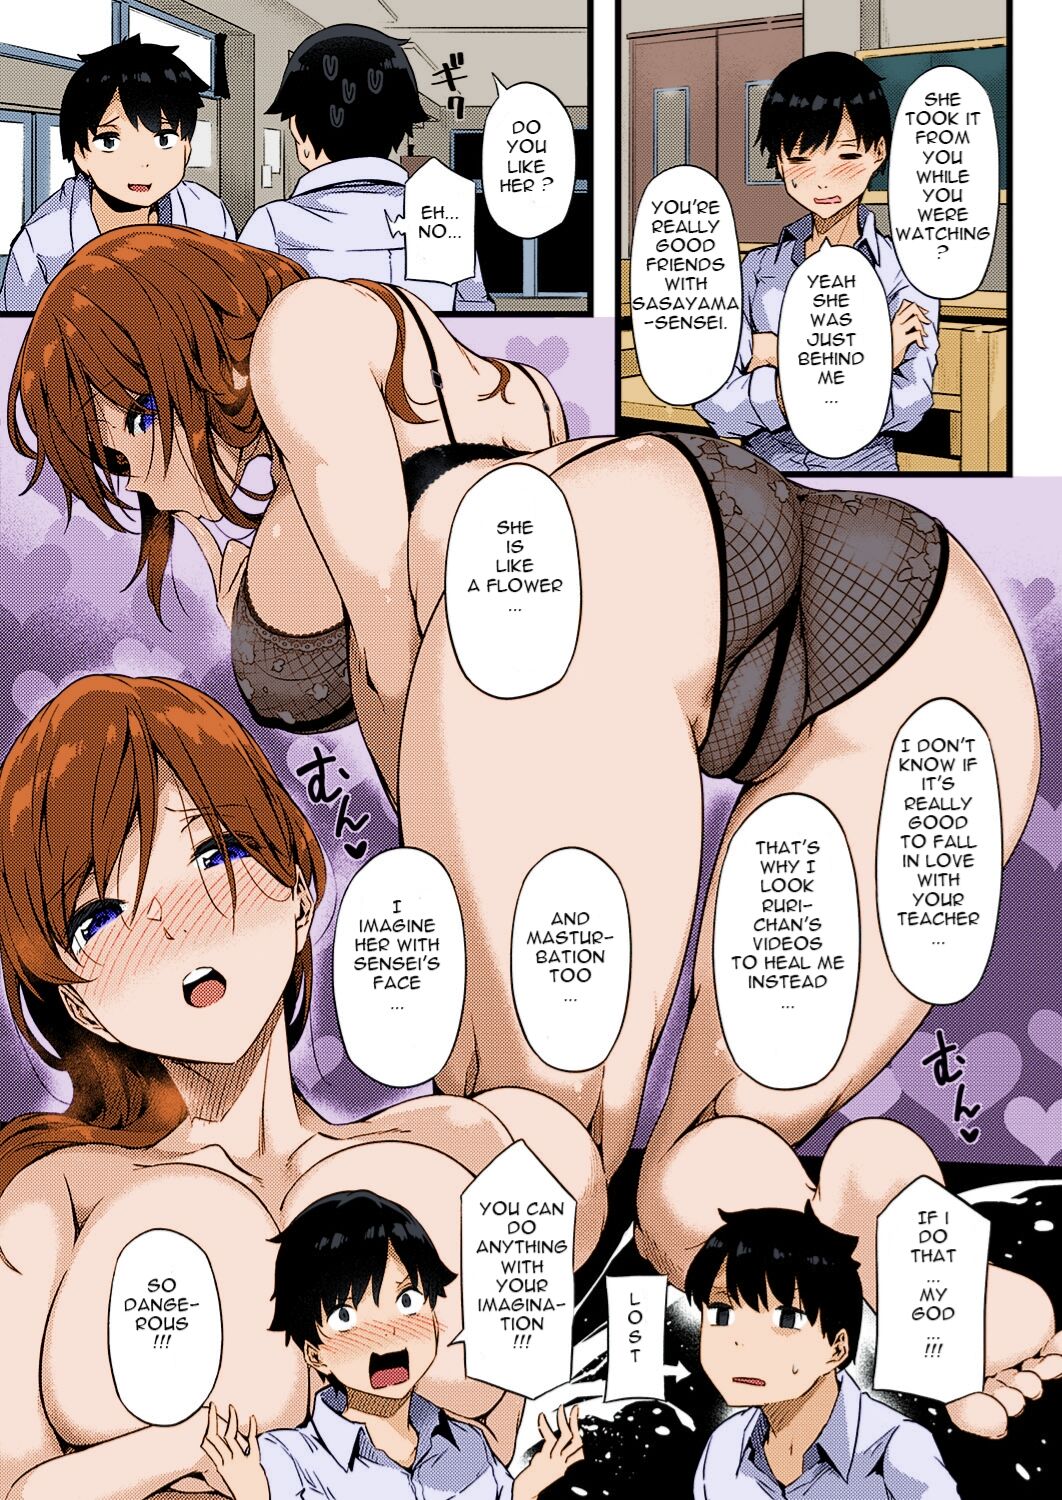 SHE
TOOK IT
FROM
YOU WHILE
YOU
WERE
WATCHING
?
YEAH
SHE
WAS
JUST
BEHIND
ME
...
YOU'RE
REALLY
GOOD
FRIENDS
WITH
SASAYAMA
-SENSEI.
DO
YOU
LIKE
HER ?
ギク
EH...
NO...
SHE
IS
LIKE
A FLOWER
...
I DON'T
KNOW IF
IT'S
REALLY
GOOD
TO FALL
IN LOVE
WITH
YOUR
TEACHER
...
THAT'S
WHY I
LOOK
RURI-
CHAN'S
VIDEOS
TO HEAL ME
INSTEAD
...
AND
MASTUR-
BATION
TOO
...
I
IMAGINE
HER WITH
SENSEI'S
FACE
...
むん♥
むん♥
IF I
DO
THAT
...
MY
GOD
...
!!!
LOST
YOU CAN
DO
ANYTHING
WITH
YOUR
IMAGINA-
TION
!!!
SO
DANGE-
ROUS
!!!